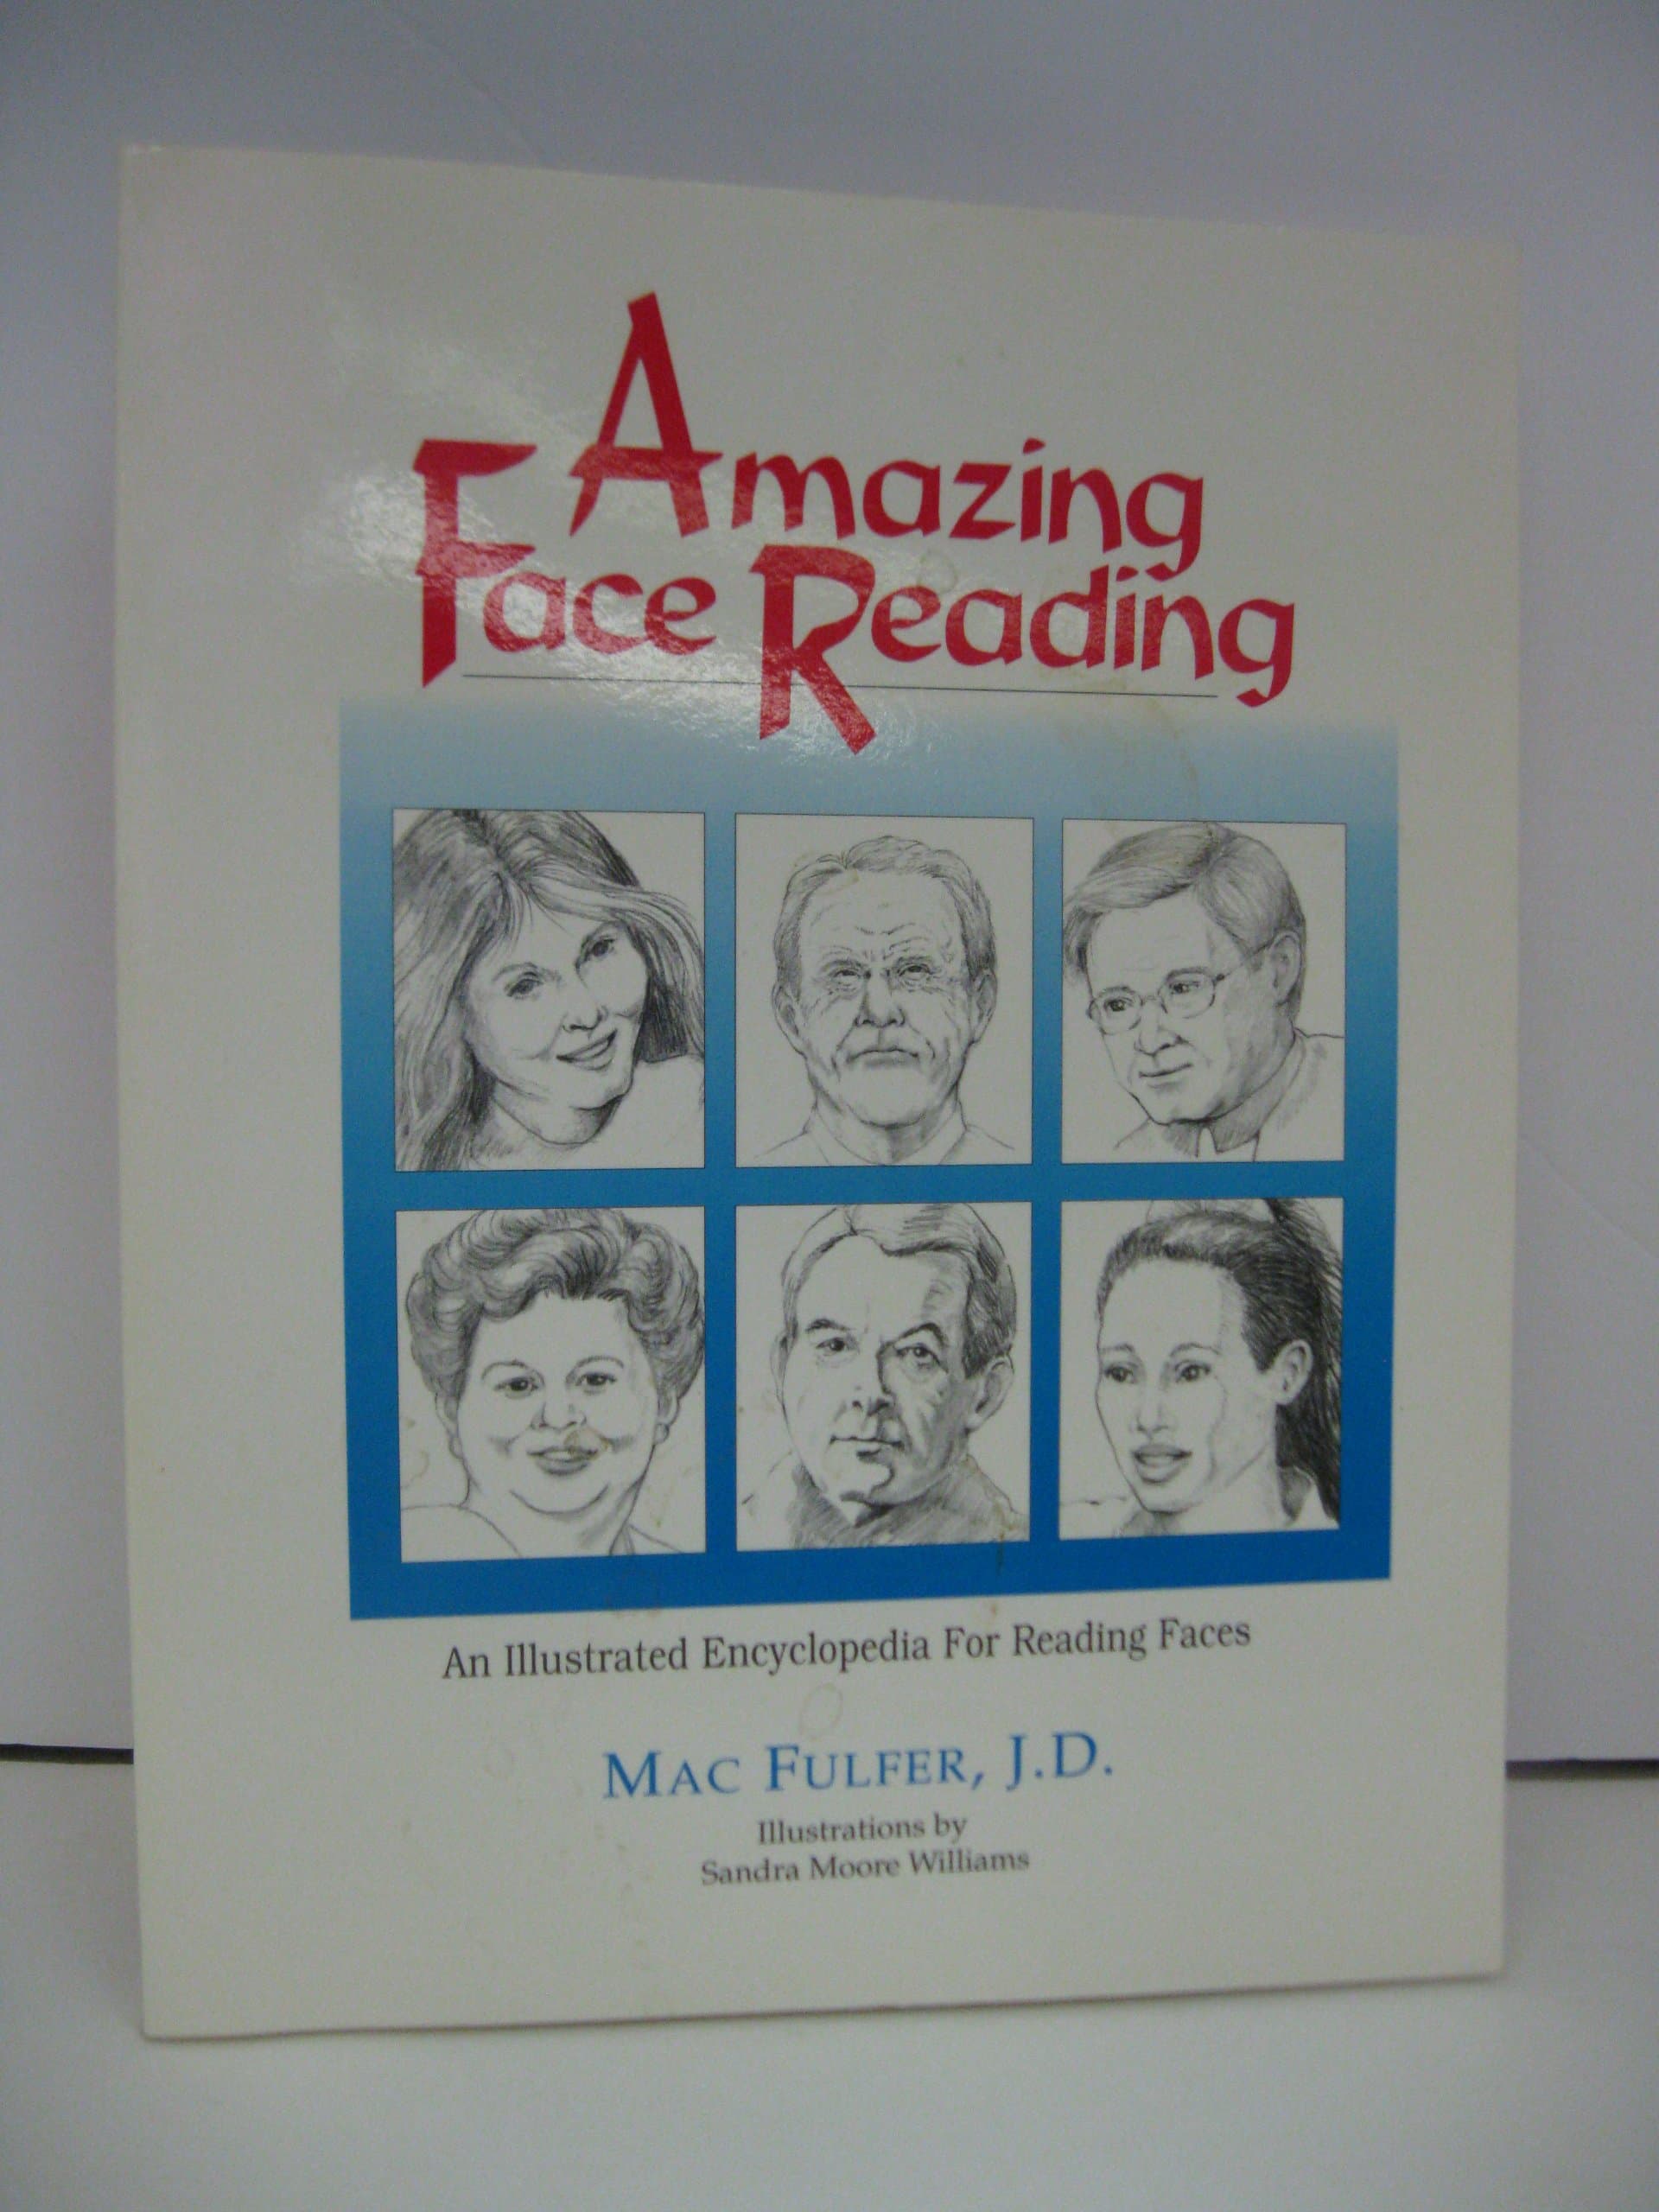 Amazing
Face Reading
An Illustrated Encyclopedia For Reading Faces
MAC FULFER, J.D.
Illustrations by
Sandra Moore Williams